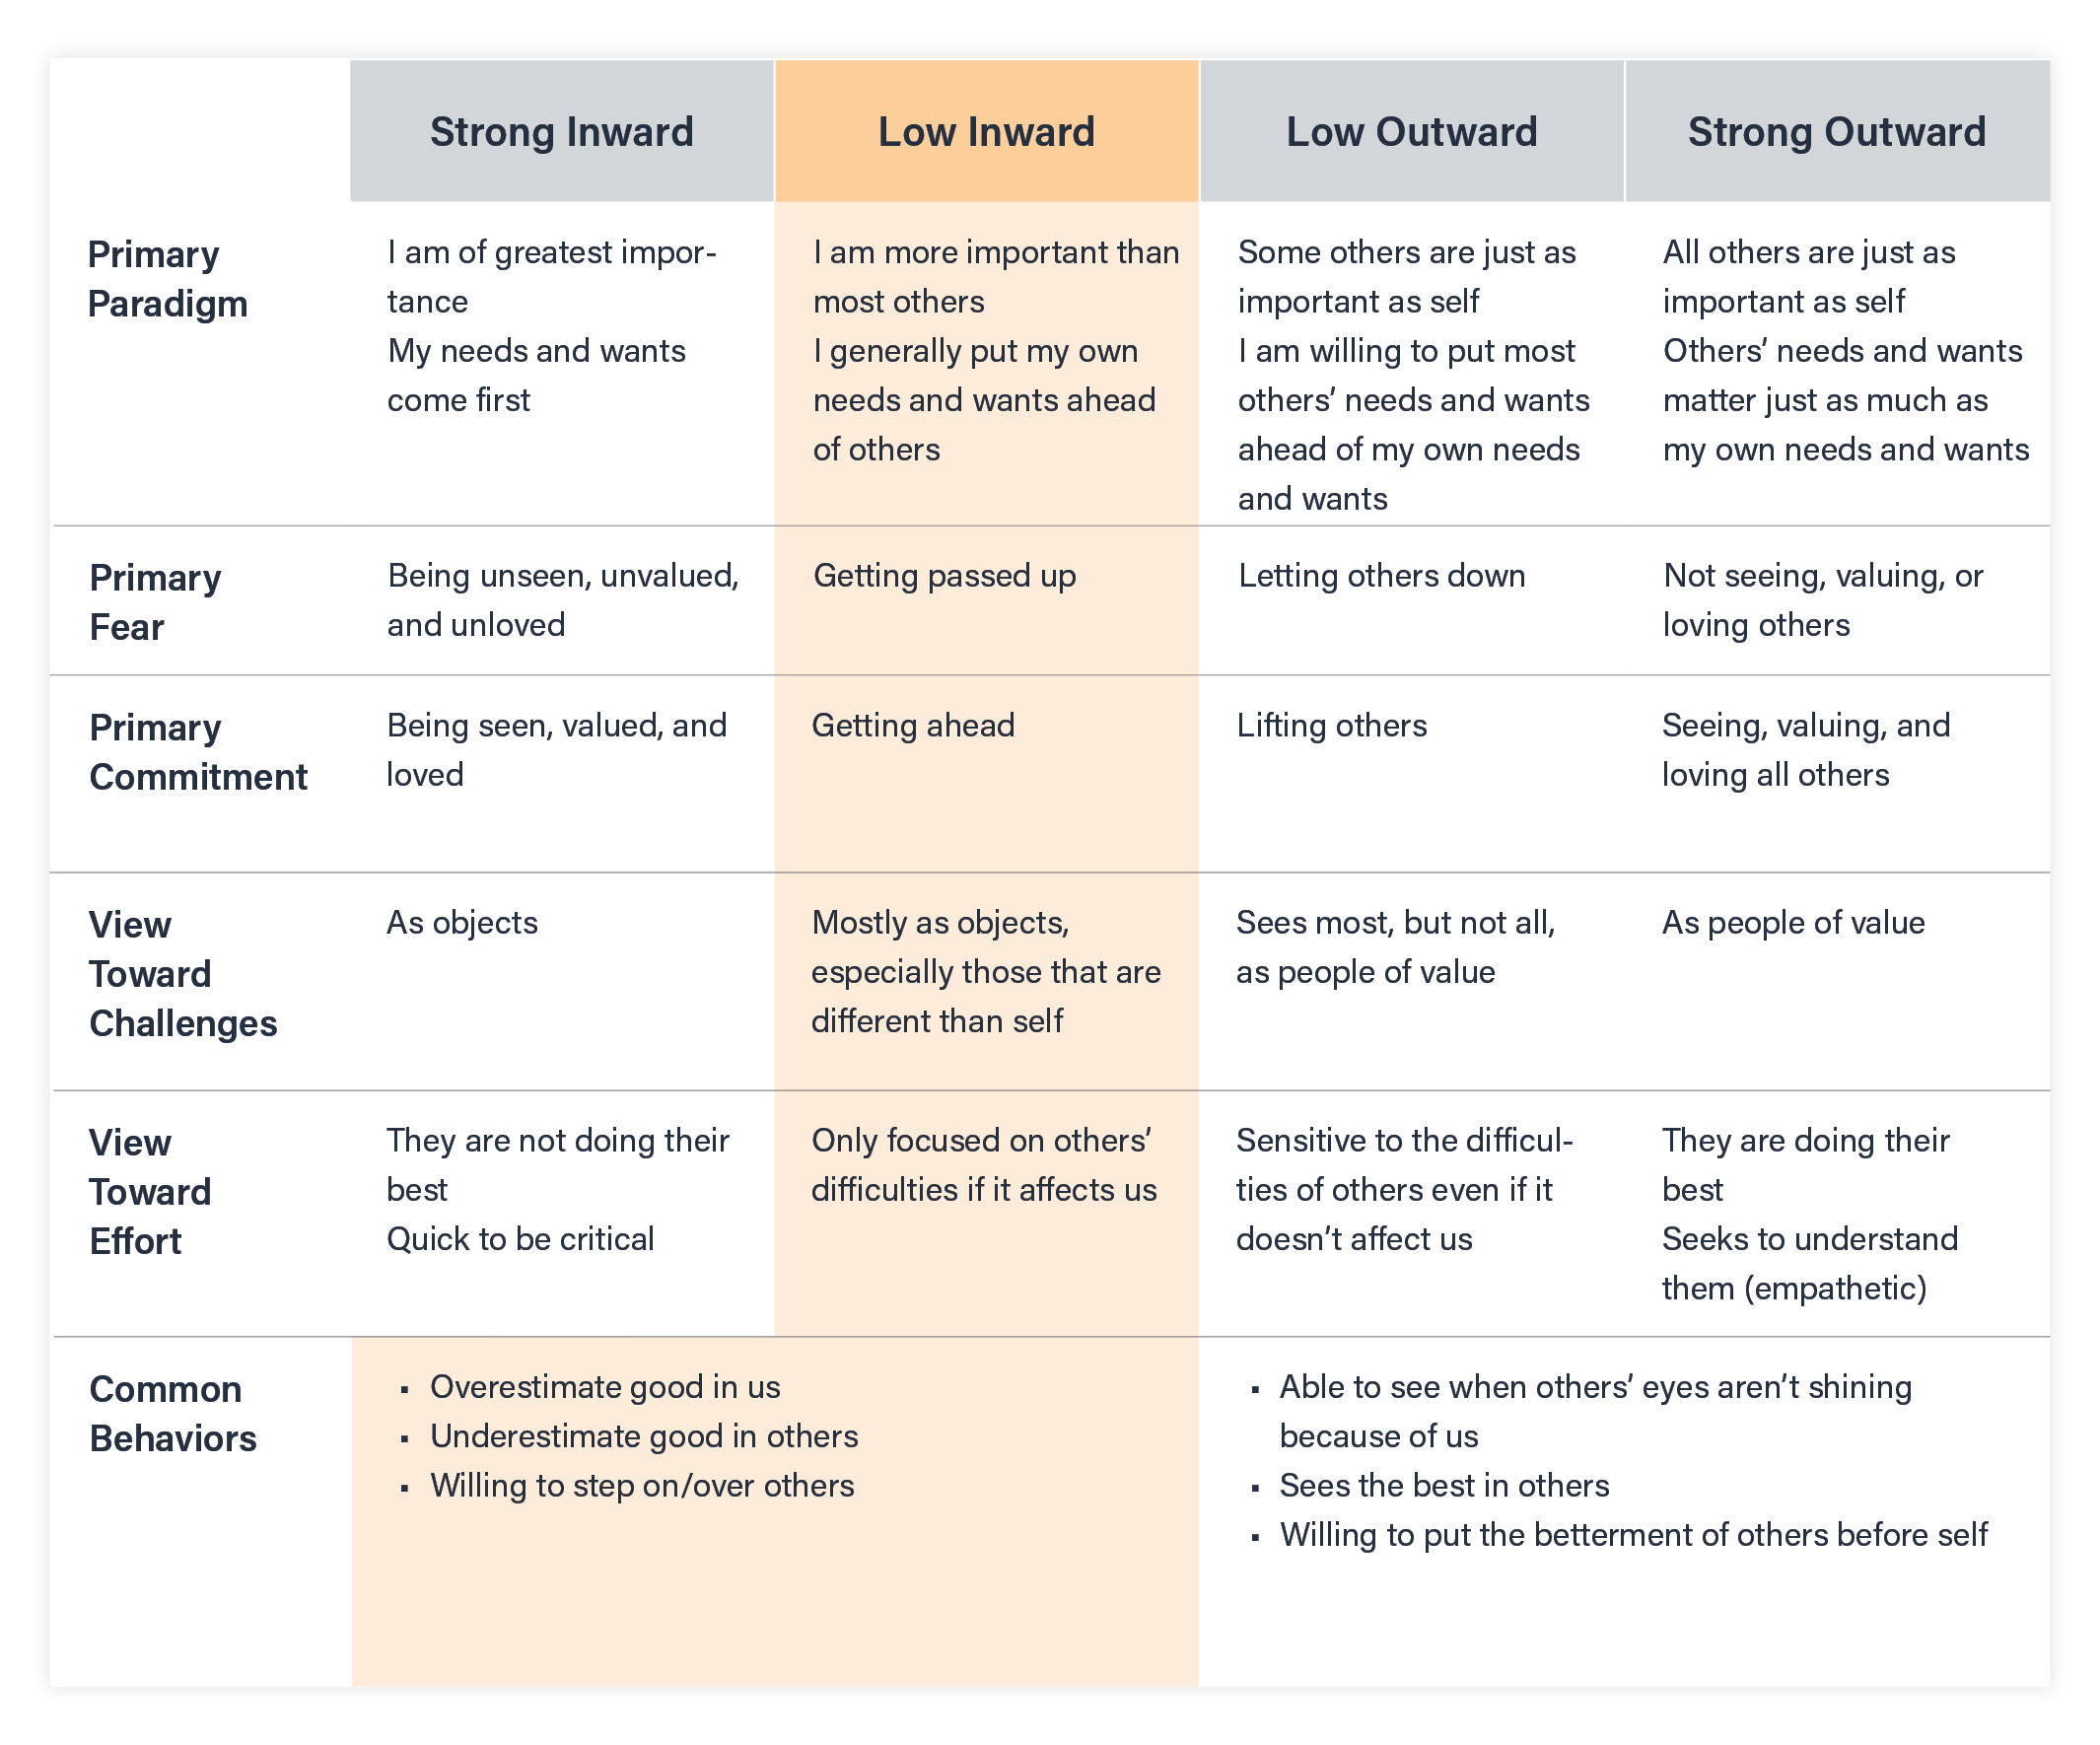 Strong Inward
Low Inward
Low Outward
Strong Outward
Primary
Paradigm
I am of greatest impor-
tance
My needs and wants
come first
I am more important than
most others
I generally put my own
needs and wants ahead
of others
Some others are just as
important as self
I am willing to put most
others’ needs and wants
ahead of my own needs
and wants
All others are just as
important as self
Others’ needs and wants
matter just as much as
my own needs and wants
Primary
Fear
Being unseen, unvalued,
and unloved
Getting passed up
Letting others down
Not seeing, valuing, or
loving others
Primary
Commitment
Being seen, valued, and
loved
Getting ahead
Lifting others
Seeing, valuing, and
loving all others
View
Toward
Challenges
As objects
Mostly as objects,
especially those that are
different than self
Sees most, but not all,
as people of value
As people of value
View
Toward
Effort
They are not doing their
best
Quick to be critical
Only focused on others’
difficulties if it affects us
Sensitive to the difficul-
ties of others even if it
doesn’t affect us
They are doing their
best
Seeks to understand
them (empathetic)
Common
Behaviors
▪ Overestimate good in us
▪ Underestimate good in others
▪ Willing to step on/over others
▪ Able to see when others’ eyes aren’t shining
because of us
▪ Sees the best in others
▪ Willing to put the betterment of others before self